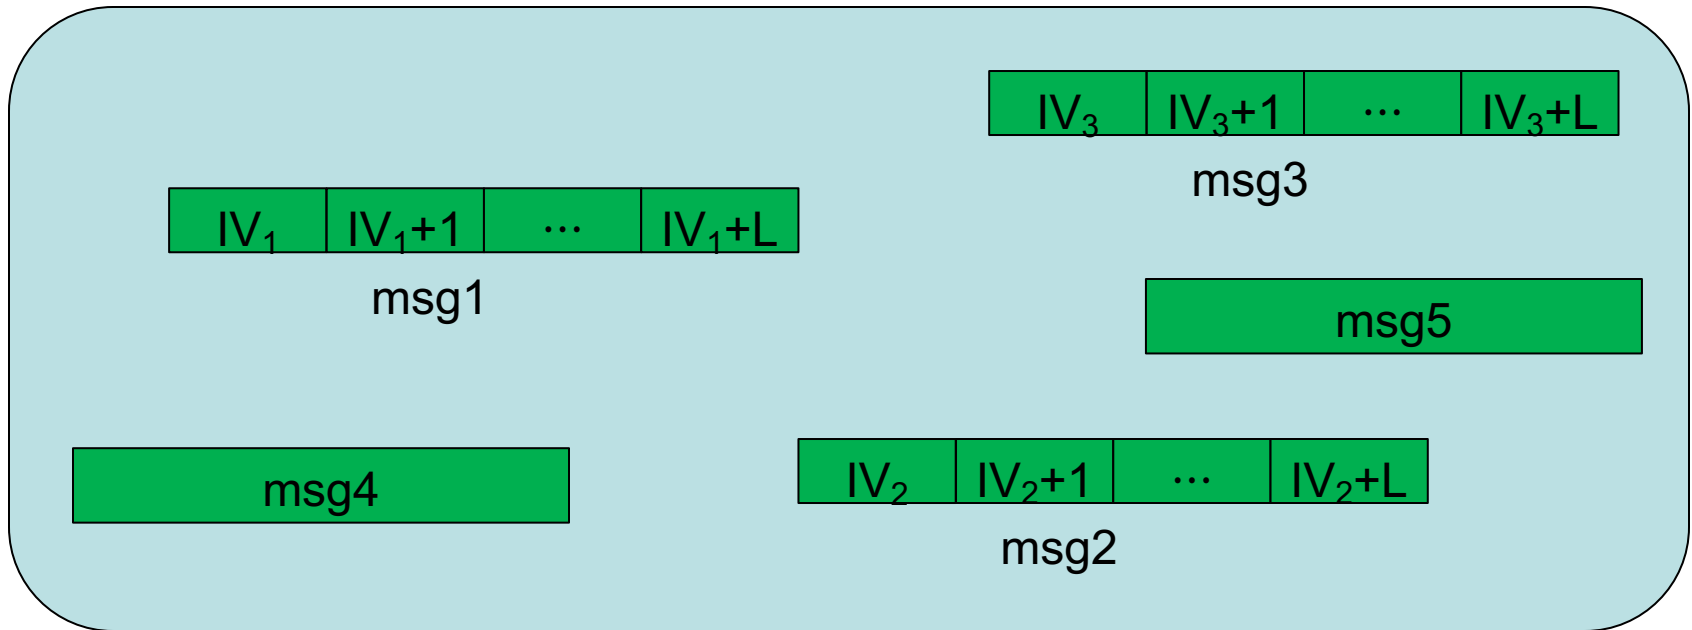 IV₃ IV₃+1 ... IV₃+L
msg3
IV₁ IV₁+1 ... IV₁+L
msg1
msg5
msg4
IV₂ IV₂+1 ... IV₂+L
msg2